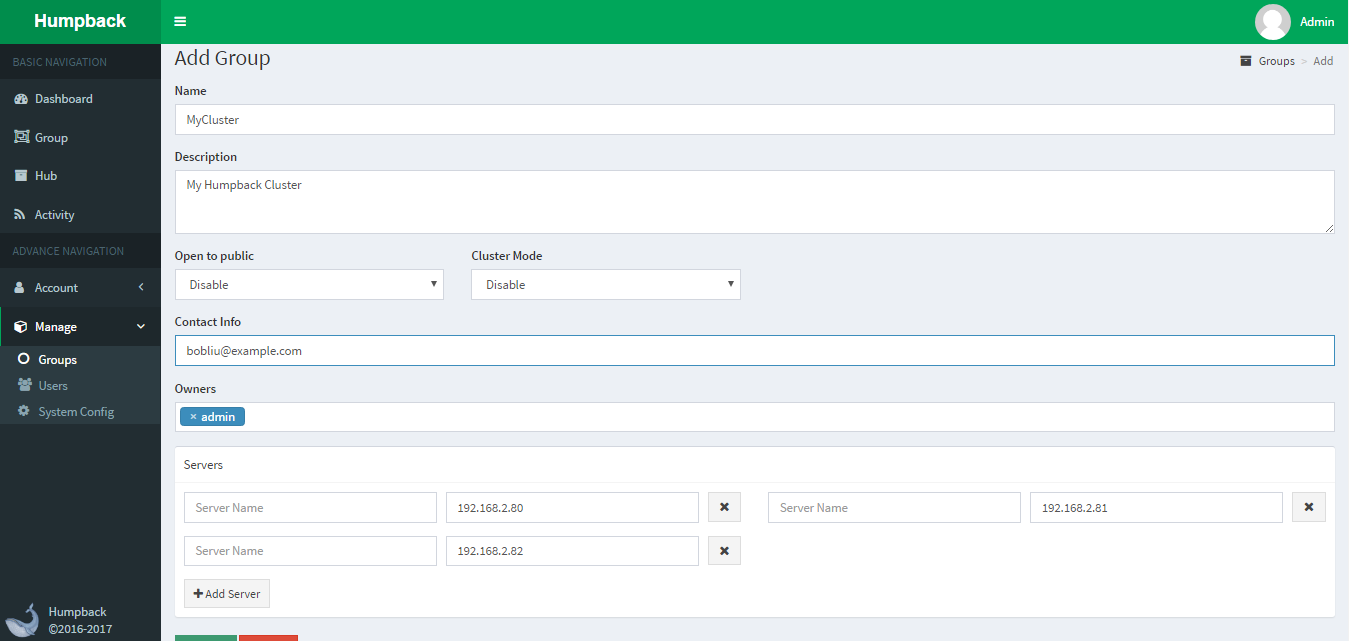 Humpback
Admin
BASIC NAVIGATION
Dashboard
Group
Hub
Activity
ADVANCE NAVIGATION
Account
Manage
Groups
Users
System Config
Humpback
©2016-2017
Add Group
Groups > Add
Name
MyCluster
Description
My Humpback Cluster
Open to public
Cluster Mode
Disable
Disable
Contact Info
bobliu@example.com
Owners
× admin
Servers
Server Name 192.168.2.80
Server Name 192.168.2.81
Server Name 192.168.2.82
Add Server